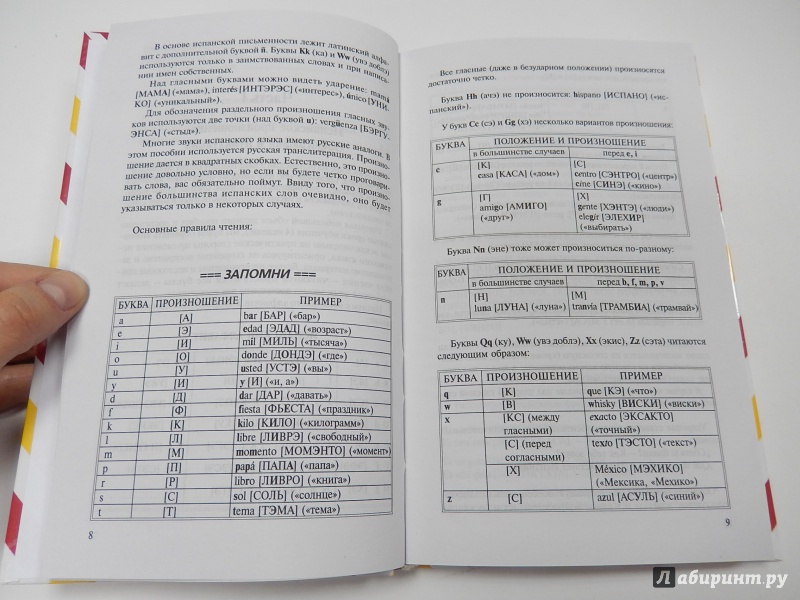 В основе испанской письменности лежит латинский алфа-
вит с дополнительной буквой ñ. Буквы Kk (ка) и Ww (увэ доблэ)
используются только в заимствованных словах и при написа-
нии имен собственных.
Над гласными буквами можно видеть ударение: mamá
[МАМА] («мама»), interés [ИНТЭРЭС] («интерес»), único [УНИ-
КО] («уникальный»).
Для обозначения раздельного произношения гласных зву-
ков используются две точки (над буквой u): vergüenza [БЭРГУ-
ЭНСА] («стыд»).
Многие звуки испанского языка имеют русские аналоги. В
этом пособии используется русская транслитерация. Произно-
шение дается в квадратных скобках. Естественно, это произно-
шение довольно условно, но если вы будете четко проговари-
вать слова, вас обязательно поймут. Ввиду того, что произно-
шение большинства испанских слов очевидно, оно будет
указываться только в некоторых случаях.
Основные правила чтения:
=== ЗАПОМНИ ===
БУКВА ПРОИЗНОШЕНИЕ ПРИМЕР
a [А] bar [БАР] («бар»)
e [Э] edad [ЭДАД] («возраст»)
i [И] mil [МИЛЬ] («тысяча»)
o [О] donde [ДОНДЭ] («где»)
u [У] usted [УСТЭ] («вы»)
y [И] y [И] («и, а»)
d [Д] dar [ДАР] («давать»)
f [Ф] fiesta [ФЬЕСТА] («праздник»)
k [К] kilo [КИЛО] («килограмм»)
l [Л] libre [ЛИВРЭ] («свободный»)
m [М] momento [МОМЭНТО] («момент»)
p [П] papá [ПАПА] («папа»)
r [Р] libro [ЛИВРО] («книга»)
s [С] sol [СОЛЬ] («солнце»)
t [Т] tema [ТЭМА] («тема»)
8
Все гласные (даже в безударном положении) произносятся
достаточно четко.
Буква Hh (ачэ) не произносится: hispano [ИСПАНО] («ис-
панский»).
У букв Cc (сэ) и Gg (хэ) несколько вариантов произношения:
БУКВА ПОЛОЖЕНИЕ И ПРОИЗНОШЕНИЕ
в большинстве случаев перед e, i
c [К] [С]
casa [КАСА] («дом») centro [СЭНТРО] («центр»)
cine [СИНЭ] («кино»)
g [Г] [Х]
amigo [АМИГО] gente [ХЭНТЭ] («люди»)
(«друг») elegir [ЭЛЕХИР]
(«выбирать»)
Буква Nn (энэ) тоже может произноситься по-разному:
БУКВА ПОЛОЖЕНИЕ И ПРОИЗНОШЕНИЕ
в большинстве случаев перед b, f, m, p, v
n [Н] [М]
luna [ЛУНА] («луна») tranvía [ТРАМБИА] («трамвай»)
Буквы Qq (ку), Ww (увэ доблэ), Xx (экис), Zz (сэта) читаются
следующим образом:
БУКВА ПРОИЗНОШЕНИЕ ПРИМЕР
q [К] que [КЭ] («что»)
w [В] whisky [ВИСКИ] («виски»)
x [КС] (между exacto [ЭКСАКТО]
гласными) («точный»)
[С] (перед texto [ТЭСТО] («текст»)
согласными)
[Х] México [МЭХИКО]
(«Мексика, «Мехико»)
z [С] azul [АСУЛЬ] («синий»)
9
Лабиринт.ру